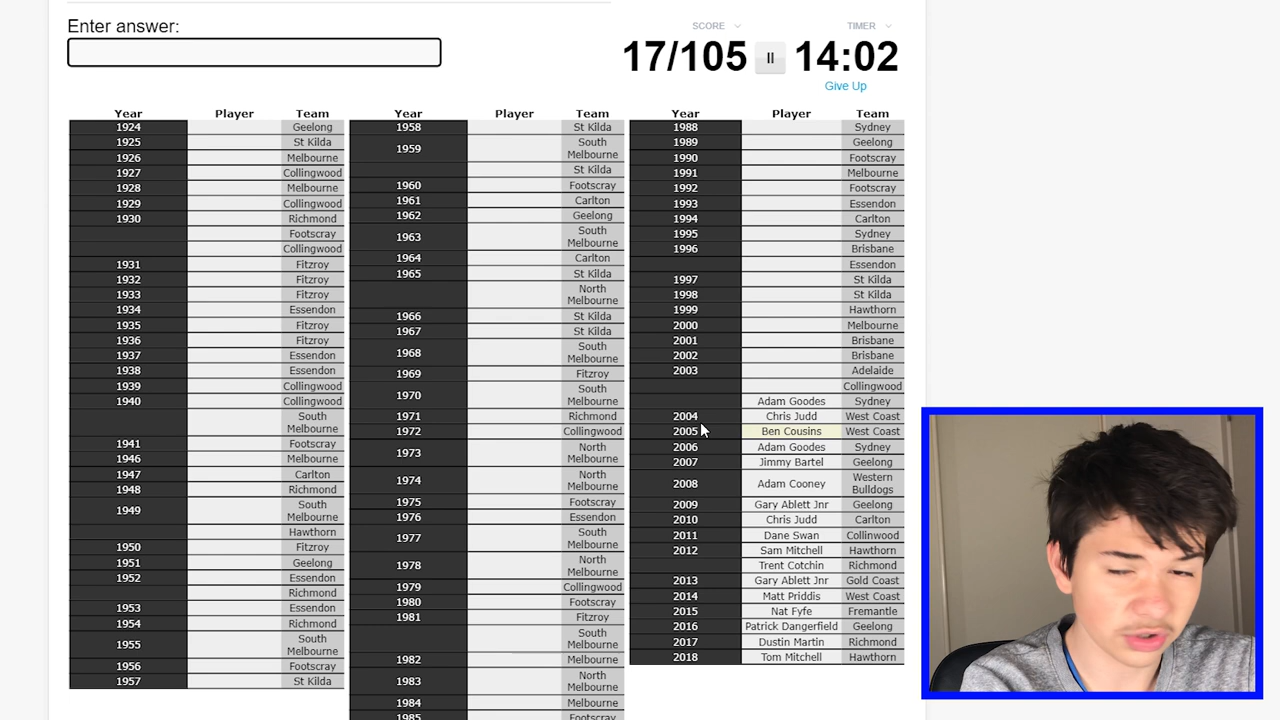 Enter answer:
SCORE
TIMER
17/105
14:02
Give Up
Year Player Team
1924 Geelong
1925 St Kilda
1926 Melbourne
1927 Collingwood
1928 Melbourne
1929 Collingwood
1930 Richmond
Footscray
Collingwood
1931 Fitzroy
1932 Fitzroy
1933 Fitzroy
1934 Essendon
1935 Fitzroy
1936 Fitzroy
1937 Essendon
1938 Essendon
1939 Collingwood
1940 Collingwood
South
Melbourne
1941 Footscray
1946 Melbourne
1947 Carlton
1948 Richmond
1949 South
Melbourne
Hawthorn
1950 Fitzroy
1951 Geelong
1952 Essendon
Richmond
1953 Essendon
1954 Richmond
1955 South
Melbourne
1956 Footscray
1957 St Kilda
Year Player Team
1958 St Kilda
1959 South
Melbourne
St Kilda
1960 Footscray
1961 Carlton
1962 Geelong
1963 South
Melbourne
1964 Carlton
1965 St Kilda
North
Melbourne
1966 St Kilda
1967 St Kilda
1968 South
Melbourne
1969 Fitzroy
1970 South
Melbourne
1971 Richmond
1972 Collingwood
1973 North
Melbourne
1974 North
Melbourne
1975 Footscray
1976 Essendon
1977 South
Melbourne
1978 North
Melbourne
1979 Collingwood
1980 Footscray
1981 Fitzroy
South
Melbourne
1982 Melbourne
1983 North
Melbourne
1984 Melbourne
1985 Footscray
Year Player Team
1988 Sydney
1989 Geelong
1990 Footscray
1991 Melbourne
1992 Footscray
1993 Essendon
1994 Carlton
1995 Sydney
1996 Brisbane
Essendon
1997 St Kilda
1998 St Kilda
1999 Hawthorn
2000 Melbourne
2001 Brisbane
2002 Brisbane
2003 Adelaide
Collingwood
Adam Goodes Sydney
2004 Chris Judd West Coast
2005 Ben Cousins West Coast
2006 Adam Goodes Sydney
2007 Jimmy Bartel Geelong
2008 Adam Cooney Western
Bulldogs
2009 Gary Ablett Jnr Geelong
2010 Chris Judd Carlton
2011 Dane Swan Collinwood
2012 Sam Mitchell Hawthorn
Trent Cotchin Richmond
2013 Gary Ablett Jnr Gold Coast
2014 Matt Priddis West Coast
2015 Nat Fyfe Fremantle
2016 Patrick Dangerfield Geelong
2017 Dustin Martin Richmond
2018 Tom Mitchell Hawthorn